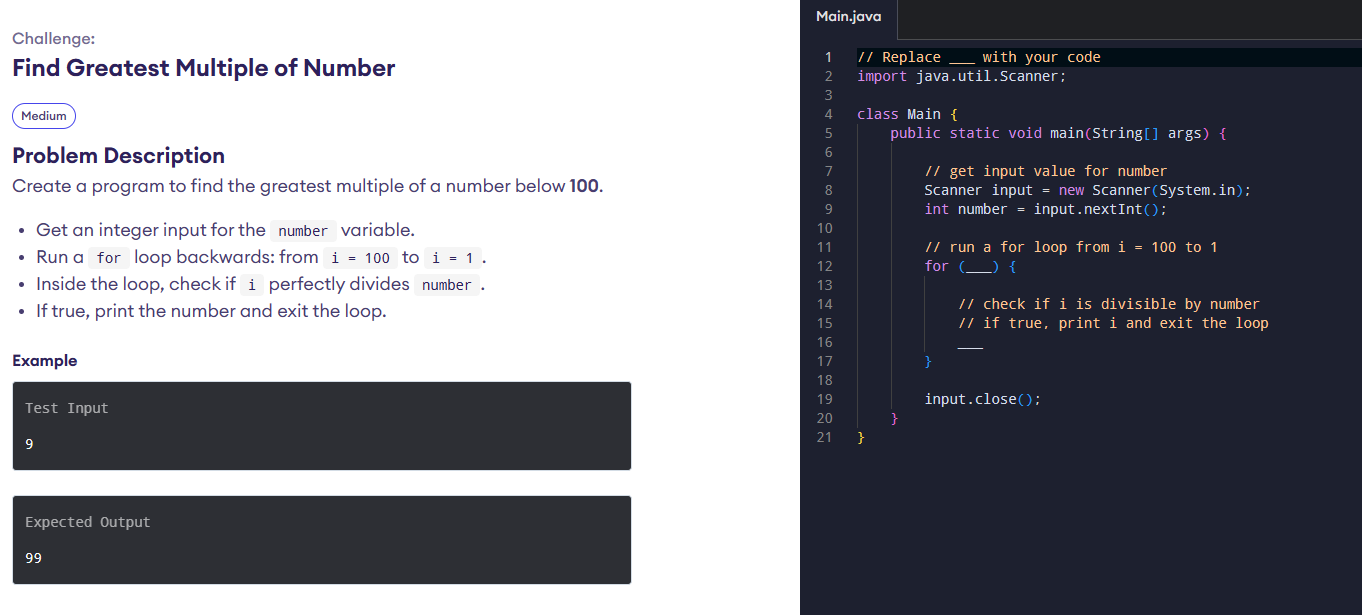 Challenge:
Find Greatest Multiple of Number
Medium
Problem Description
Create a program to find the greatest multiple of a number below 100.
• Get an integer input for the number variable.
• Run a for loop backwards: from i = 100 to i = 1 .
• Inside the loop, check if i perfectly divides number .
• If true, print the number and exit the loop.
Example
Test Input
9
Expected Output
99
Main.java
1 // Replace ___ with your code
2 import java.util.Scanner;
3
4 class Main {
5     public static void main(String[] args) {
6
7         // get input value for number
8         Scanner input = new Scanner(System.in);
9         int number = input.nextInt();
10
11         // run a for loop from i = 100 to 1
12         for (___) {
13
14             // check if i is divisible by number
15             // if true, print i and exit the loop
16             ___
17         }
18
19         input.close();
20     }
21 }